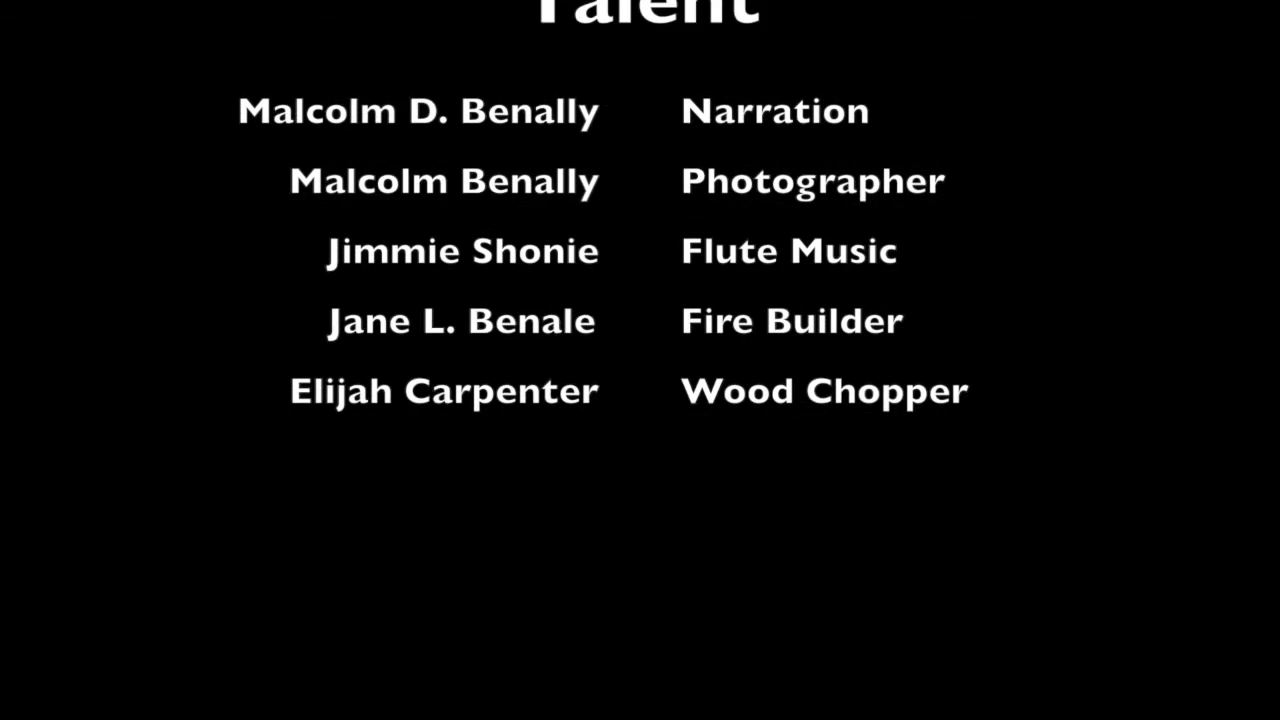 Talent
Malcolm D. Benally Narration
Malcolm Benally Photographer
Jimmie Shonie Flute Music
Jane L. Benale Fire Builder
Elijah Carpenter Wood Chopper